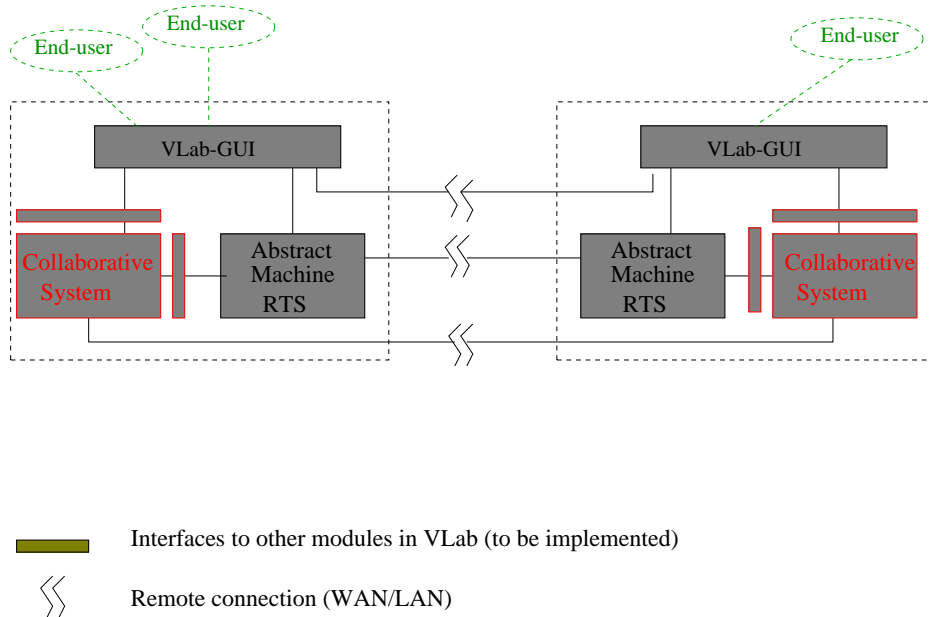 End-user
End-user
End-user
VLab-GUI
VLab-GUI
Collaborative
System
Abstract
Machine
RTS
Abstract
Machine
RTS
Collaborative
System
Interfaces to other modules in VLab (to be implemented)
Remote connection (WAN/LAN)